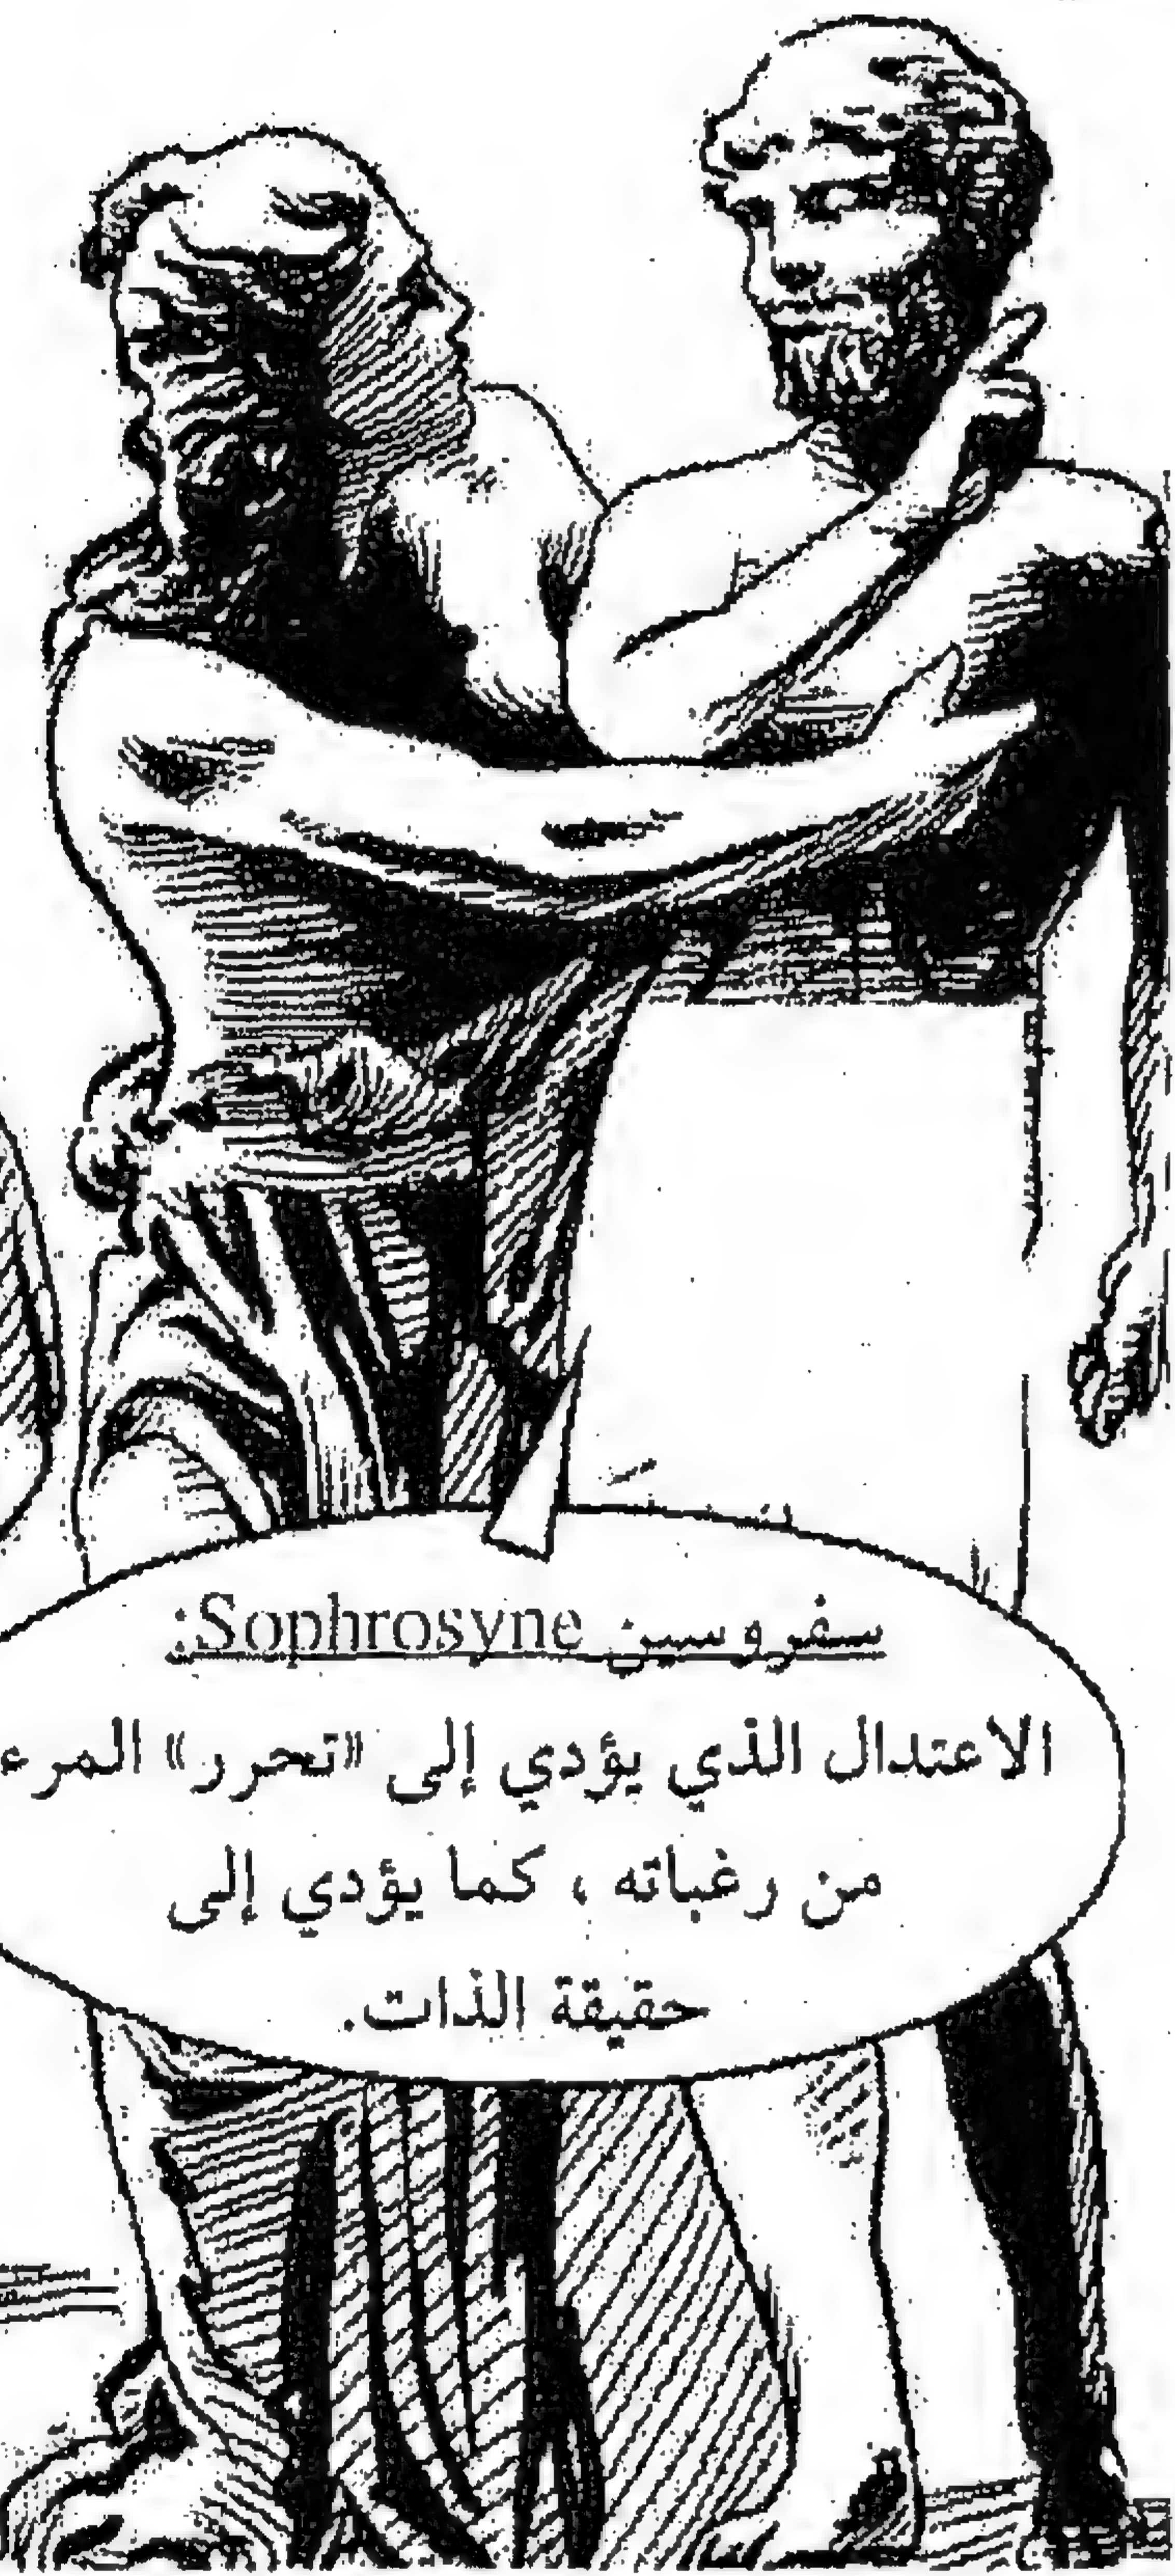 سفروسين Sophrosyne:
الاعتدال الذي يؤدي إلى «تحرر» المرء
من رغباته ، كما يؤدي إلى
حقيقة الذات.